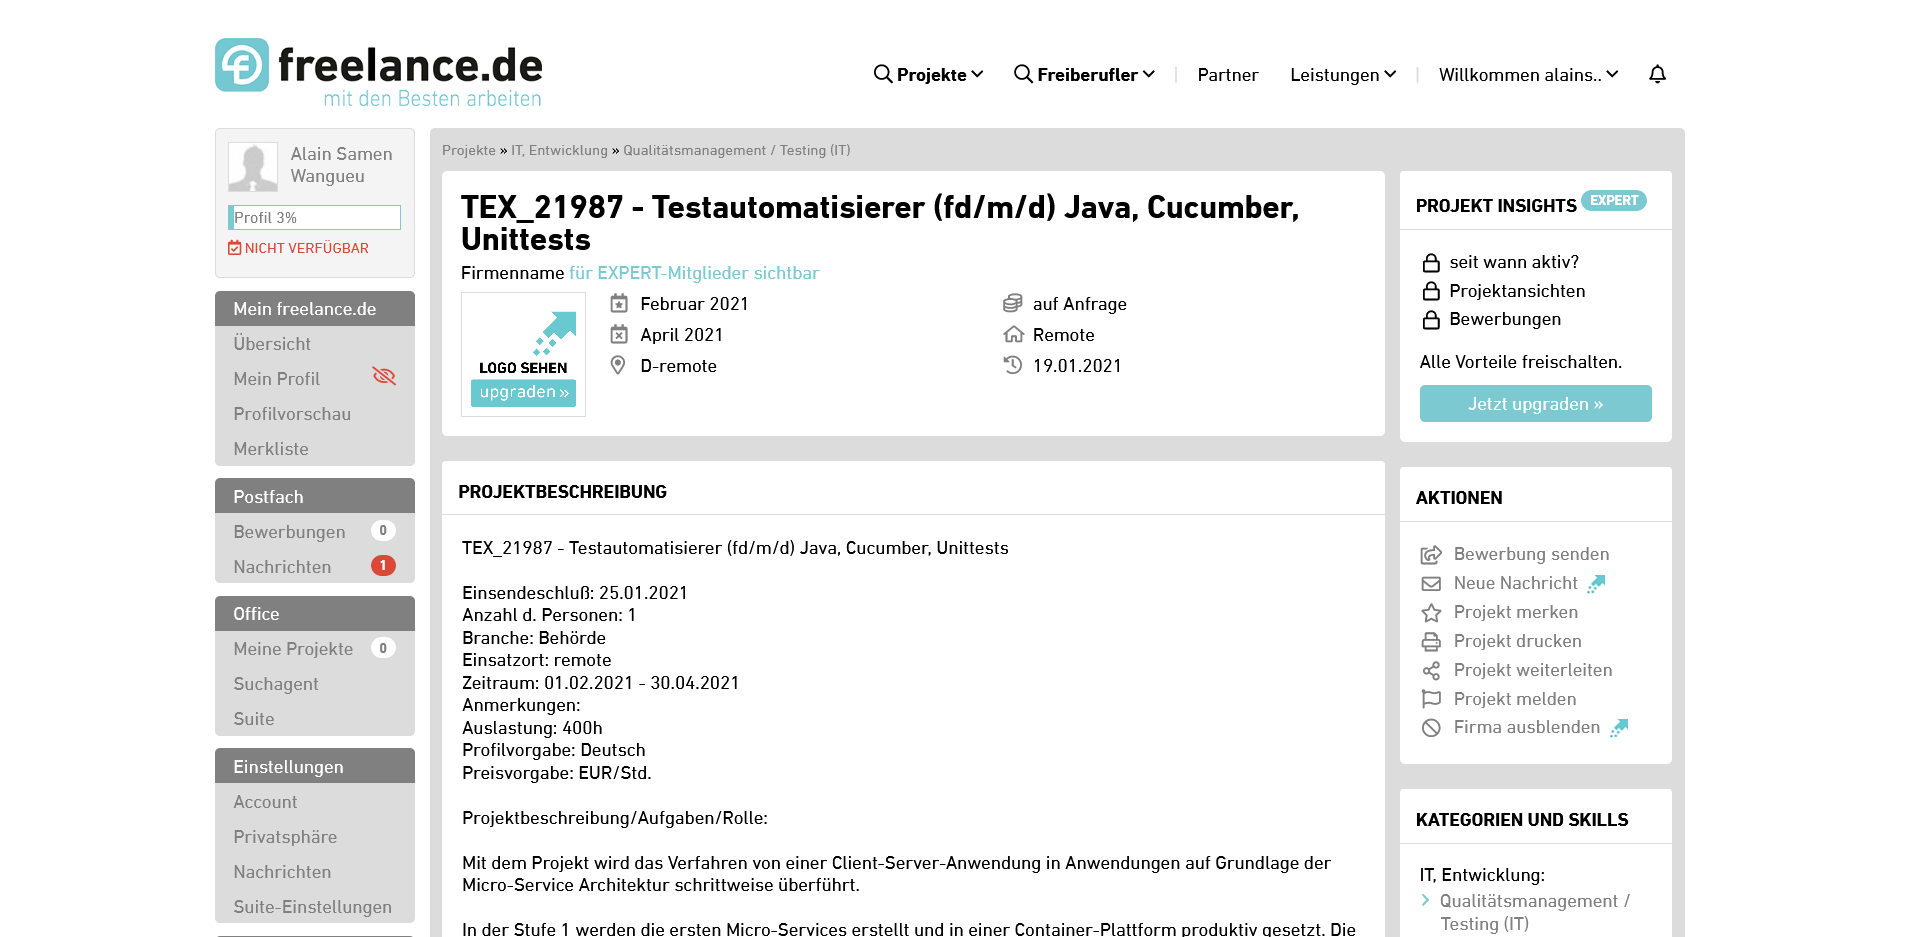 freelance.de
mit den Besten arbeiten
Projekte
Freiberufler
Partner
Leistungen
Willkommen alains..
Alain Samen
Wangueu
Profil 3%
NICHT VERFÜGBAR
Mein freelance.de
Übersicht
Mein Profil
Profilvorschau
Merkliste
Postfach
Bewerbungen 0
Nachrichten 1
Office
Meine Projekte 0
Suchagent
Suite
Einstellungen
Account
Privatsphäre
Nachrichten
Suite-Einstellungen
Projekte » IT, Entwicklung » Qualitätsmanagement / Testing (IT)
TEX_21987 - Testautomatisierer (fd/m/d) Java, Cucumber,
Unittests
Firmenname für EXPERT-Mitglieder sichtbar
LOGO SEHEN
upgraden »
Februar 2021
April 2021
D-remote
auf Anfrage
Remote
19.01.2021
PROJEKTBESCHREIBUNG
TEX_21987 - Testautomatisierer (fd/m/d) Java, Cucumber, Unittests
Einsendeschluß: 25.01.2021
Anzahl d. Personen: 1
Branche: Behörde
Einsatzort: remote
Zeitraum: 01.02.2021 - 30.04.2021
Anmerkungen:
Auslastung: 400h
Profilvorgabe: Deutsch
Preisvorgabe: EUR/Std.
Projektbeschreibung/Aufgaben/Rolle:
Mit dem Projekt wird das Verfahren von einer Client-Server-Anwendung in Anwendungen auf Grundlage der
Micro-Service Architektur schrittweise überführt.
In der Stufe 1 werden die ersten Micro-Services erstellt und in einer Container-Plattform produktiv gesetzt. Die
PROJEKT INSIGHTS EXPERT
seit wann aktiv?
Projektansichten
Bewerbungen
Alle Vorteile freischalten.
Jetzt upgraden »
AKTIONEN
Bewerbung senden
Neue Nachricht
Projekt merken
Projekt drucken
Projekt weiterleiten
Projekt melden
Firma ausblenden
KATEGORIEN UND SKILLS
IT, Entwicklung:
Qualitätsmanagement /
Testing (IT)